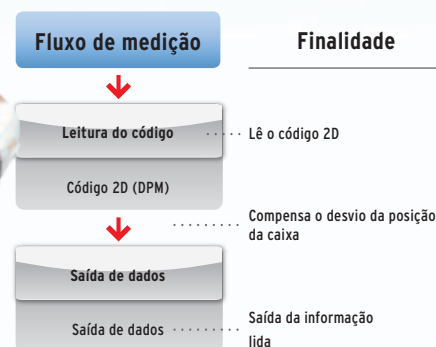 Fluxo de medição
Finalidade
Leitura do código
Lê o código 2D
Código 2D (DPM)
Compensa o desvio da posição
da caixa
Saída de dados
Saída de dados
Saída da informação
lida